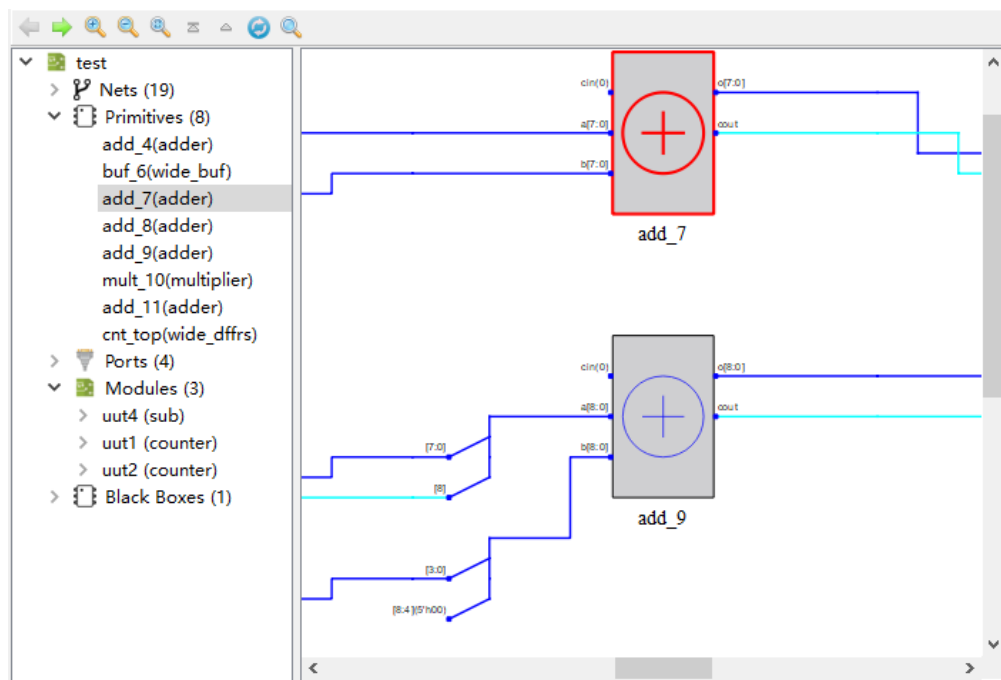 test
Nets (19)
Primitives (8)
add_4(adder)
buf_6(wide_buf)
add_7(adder)
add_8(adder)
add_9(adder)
mult_10(multiplier)
add_11(adder)
cnt_top(wide_dffrs)
Ports (4)
Modules (3)
uut4 (sub)
uut1 (counter)
uut2 (counter)
Black Boxes (1)
cin(0)
o[7:0]
a[7:0]
cout
b[7:0]
add_7
cin(0)
o[8:0]
a[8:0]
cout
[7:0]
b[8:0]
[8]
add_9
[3:0]
[8:4](5'h00)